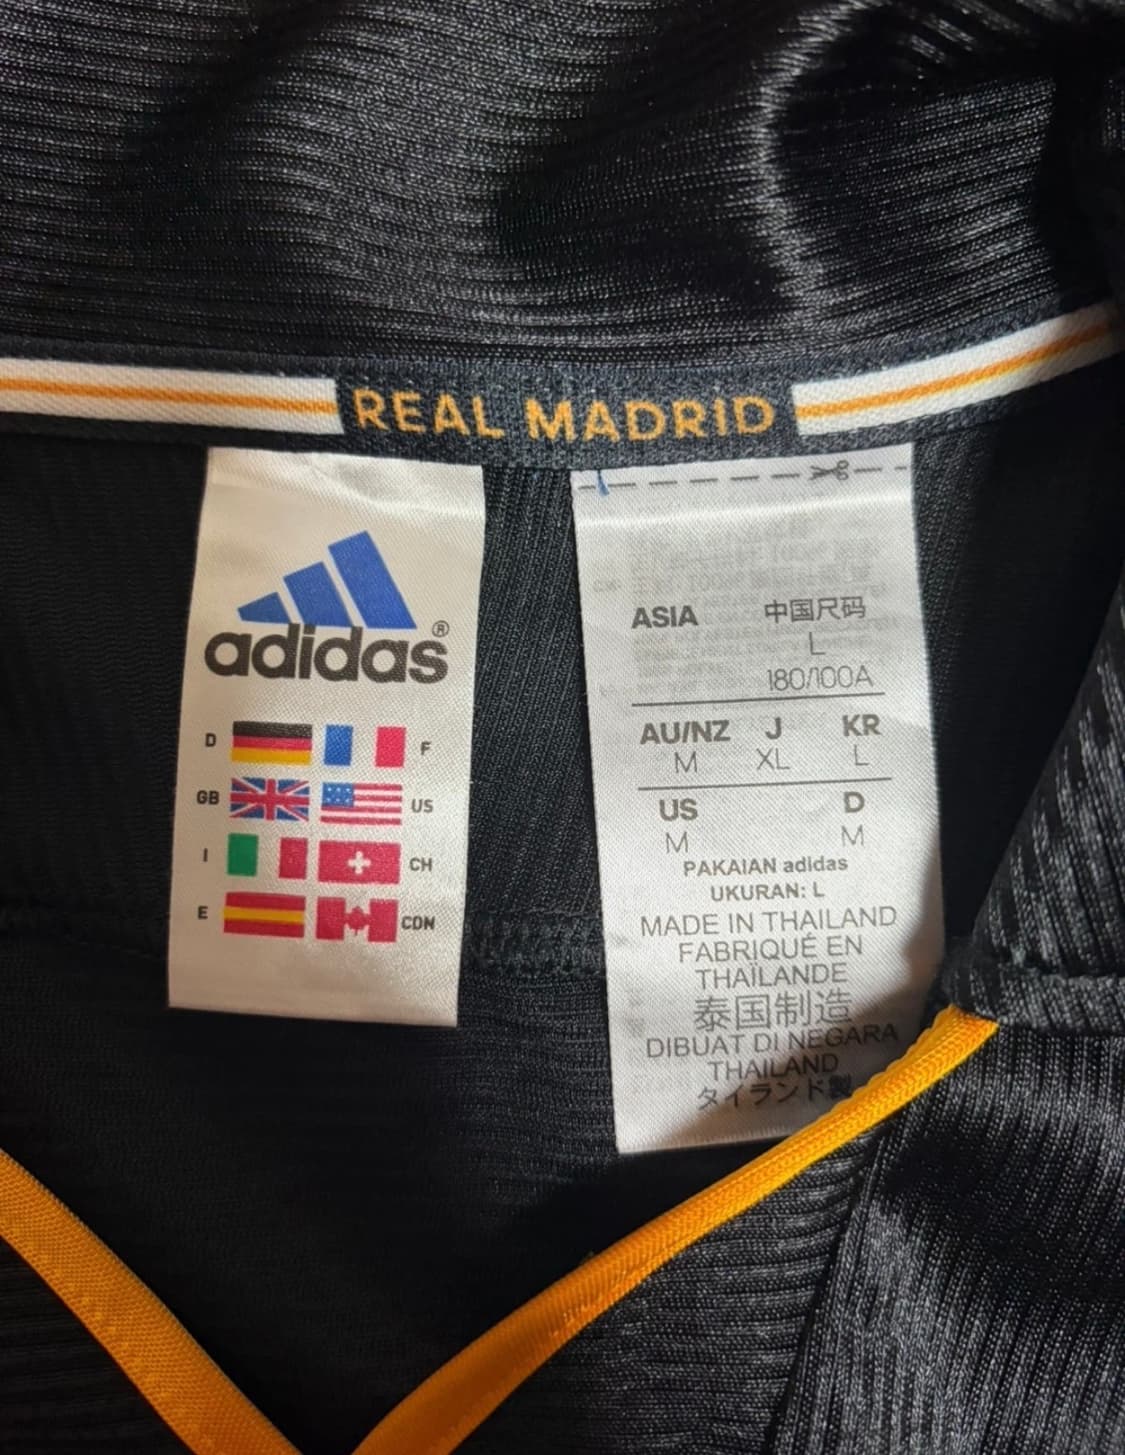 REAL MADRID
adidas®
D F
GB US
I CH
E CDN
ASIA 中国尺码
L
180/100A
AU/NZ J KR
M XL L
US D
M M
PAKAIAN adidas
UKURAN: L
MADE IN THAILAND
FABRIQUÉ EN
THAÏLANDE
泰国制造
DIBUAT DI NEGARA
THAILAND
タイランド製